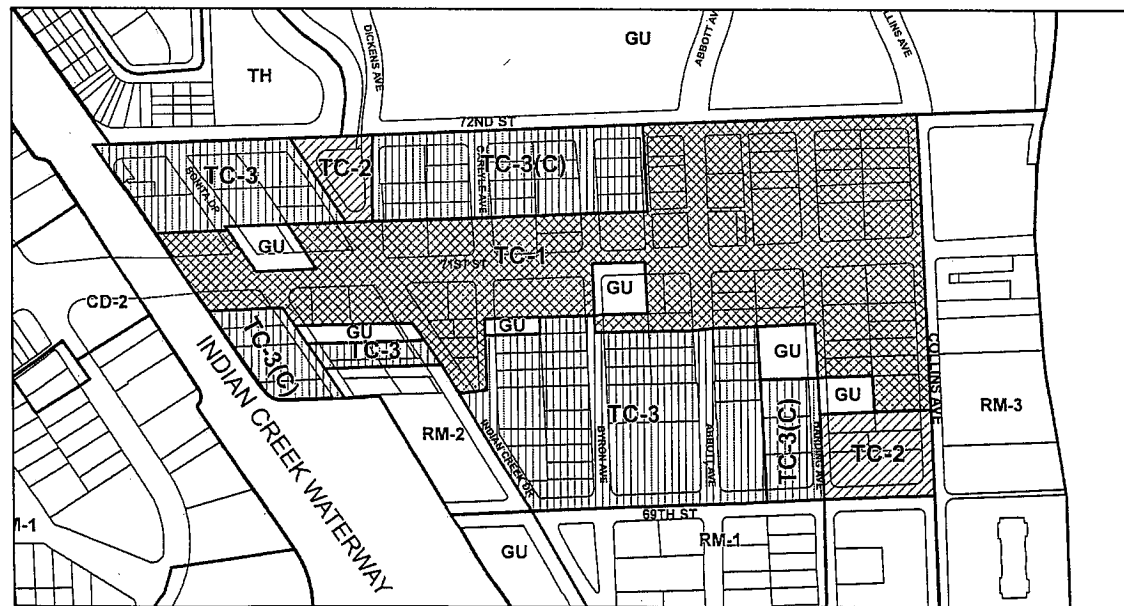 DICKENS AVE
GU
ABBOTT AVE
LLINS AVE
TH
72ND ST
TC-3
BONITA DR
TC-2
CARLYLE AVE
TC-3(C)
GU
71ST ST
TC-1
GU
CD-2
INDIAN CREEK WATERWAY
TC-3(C)
GU
TC-3
GU
GU
COLLINS AVE
GU
RM-3
RM-2
INDIAN CREEK DR
BYRON AVE
TC-3
ABBOTT AVE
TC-3(C)
HARDING AVE
TC-2
69TH ST
M-1
GU
RM-1